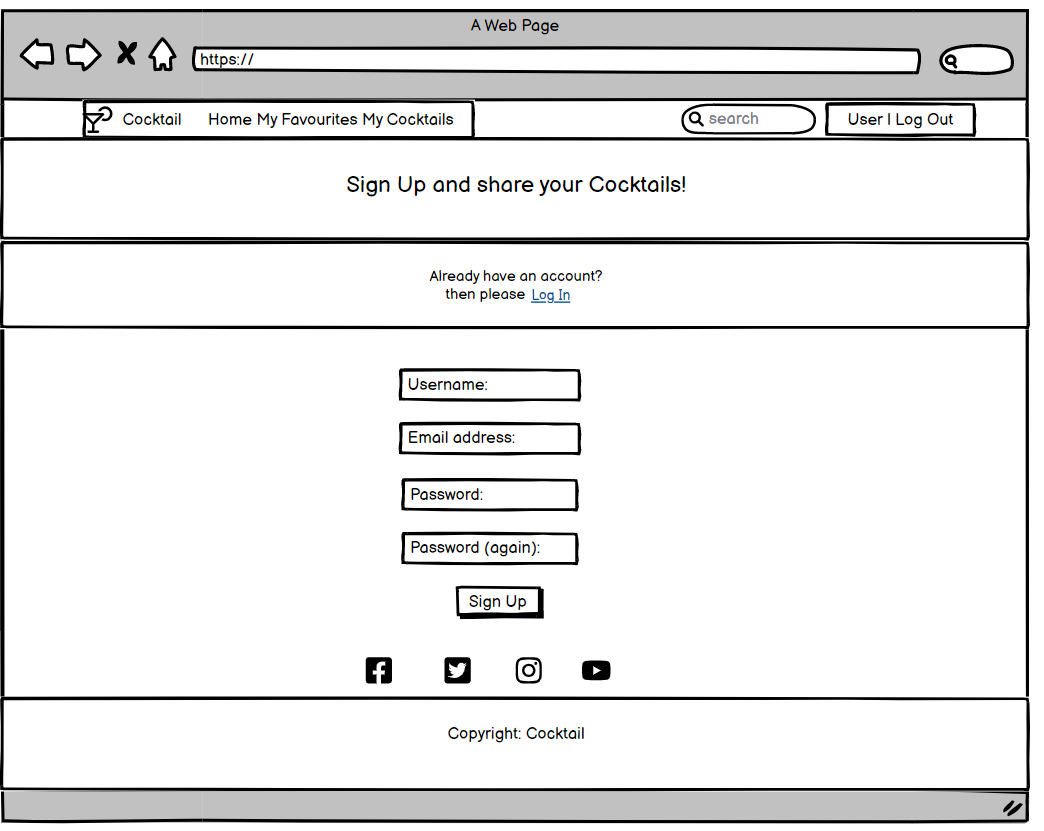 A Web Page
https://
Cocktail Home My Favourites My Cocktails search User | Log Out
Sign Up and share your Cocktails!
Already have an account?
then please Log In
Username:
Email address:
Password:
Password (again):
Sign Up
Copyright: Cocktail